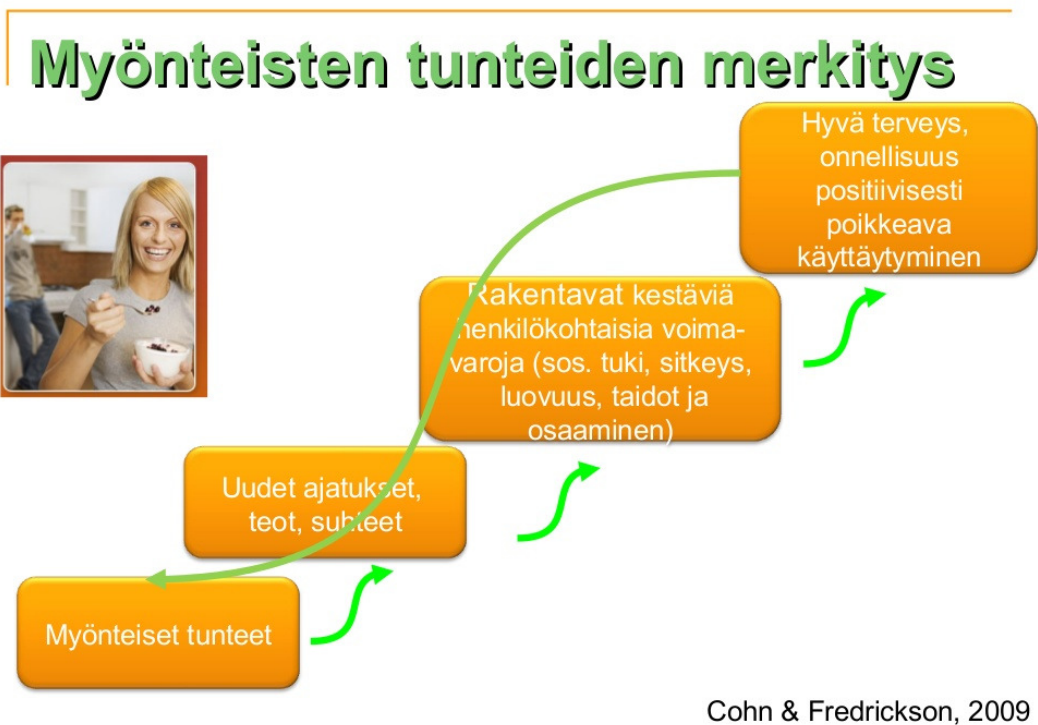 Myönteisten tunteiden merkitys
Hyvä terveys,
onnellisuus
positiivisesti
poikkeava
käyttäytyminen
Rakentavat kestäviä
henkilökohtaisia voima-
varoja (sos. tuki, sitkeys,
luovuus, taidot ja
osaaminen)
Uudet ajatukset,
teot, suhteet
Myönteiset tunteet
Cohn & Fredrickson, 2009